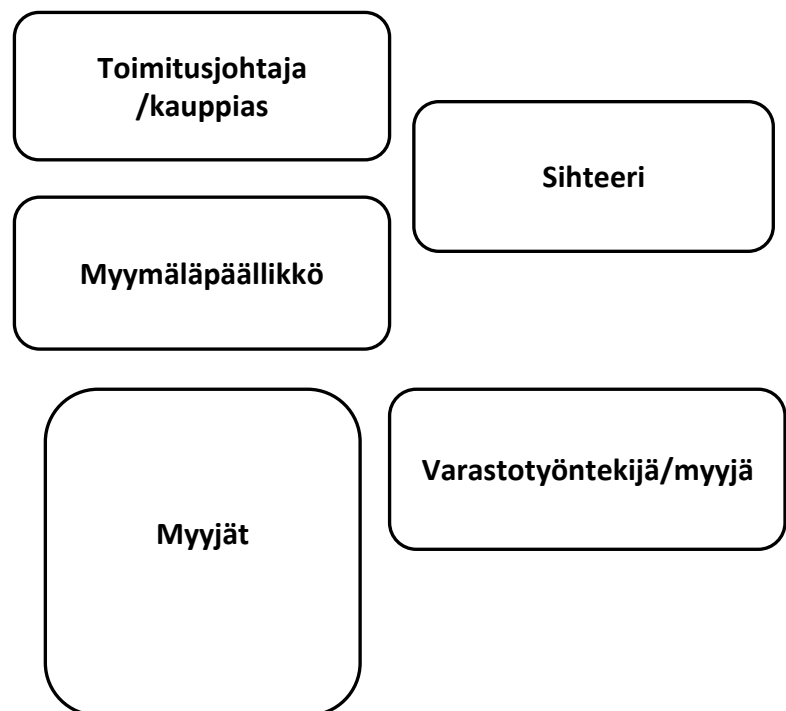 Toimitusjohtaja
/kauppias
Sihteeri
Myymäläpäällikkö
Varastotyöntekijä/myyjä
Myyjät